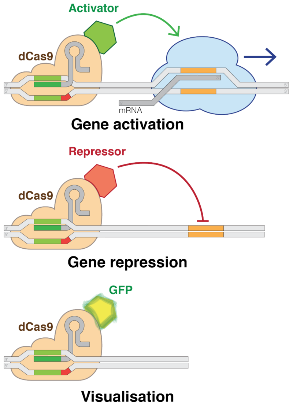 Activator
dCas9
mRNA
Gene activation
Repressor
dCas9
Gene repression
GFP
dCas9
Visualisation